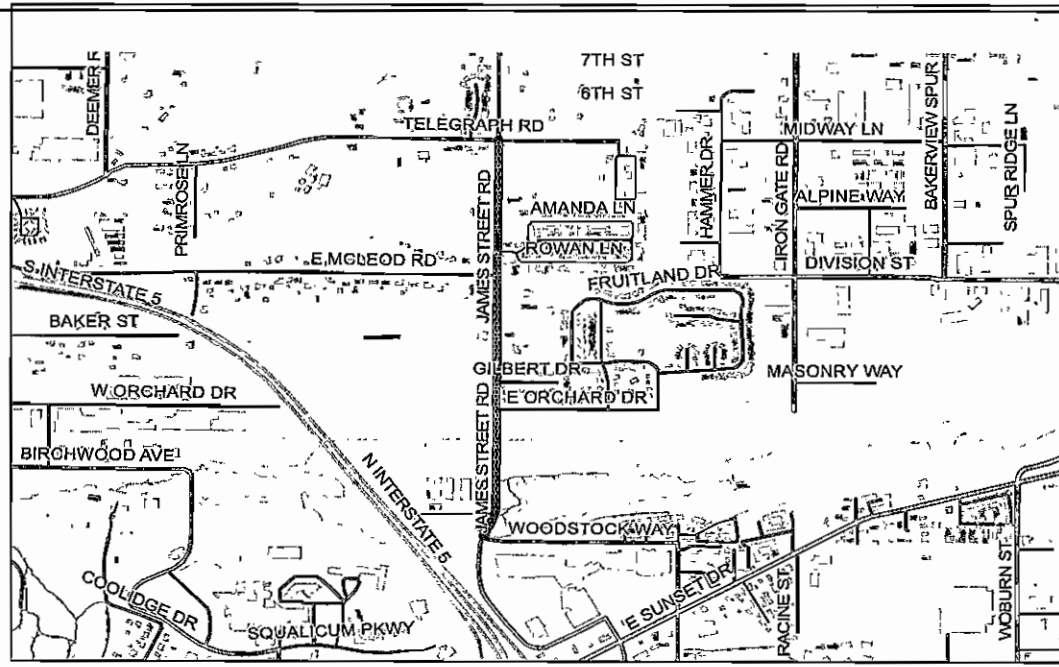 7TH ST
6TH ST
DEEMER R
TELEGRAPH RD
MIDWAY LN
PRIMROSE LN
HAMMER DR
IRON GATE RD
BAKERVIEW SPUR
SPUR RIDGE LN
ALPINE WAY
AMANDA LN
ROWAN LN
JAMES STREET RD
E MCLEOD RD
DIVISION ST
S INTERSTATE 5
FRUITLAND DR
BAKER ST
GILBERT DR
MASONRY WAY
W ORCHARD DR
E ORCHARD DR
JAMES STREET RD
BIRCHWOOD AVE
N INTERSTATE 5
WOODSTOCK WAY
COOLIDGE DR
E SUNSET DR
RACINE ST
WOBURN ST
SQUALICUM PKWY